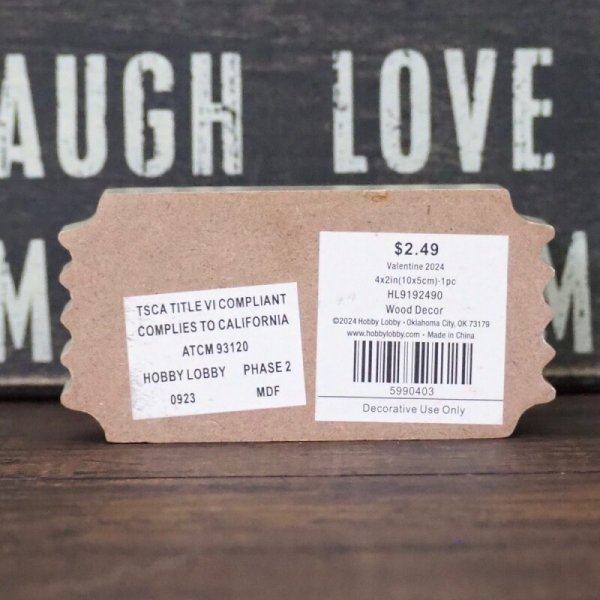 AUGH LOVE
M
M
TSCA TITLE VI COMPLIANT
COMPLIES TO CALIFORNIA
ATCM 93120
HOBBY LOBBY PHASE 2
0923 MDF
$2.49
Valentine 2024
4x2in(10x5cm)-1pc
HL9192490
Wood Decor
©2024 Hobby Lobby • Oklahoma City, OK 73179
www.hobbylobby.com • Made in China
5990403
Decorative Use Only